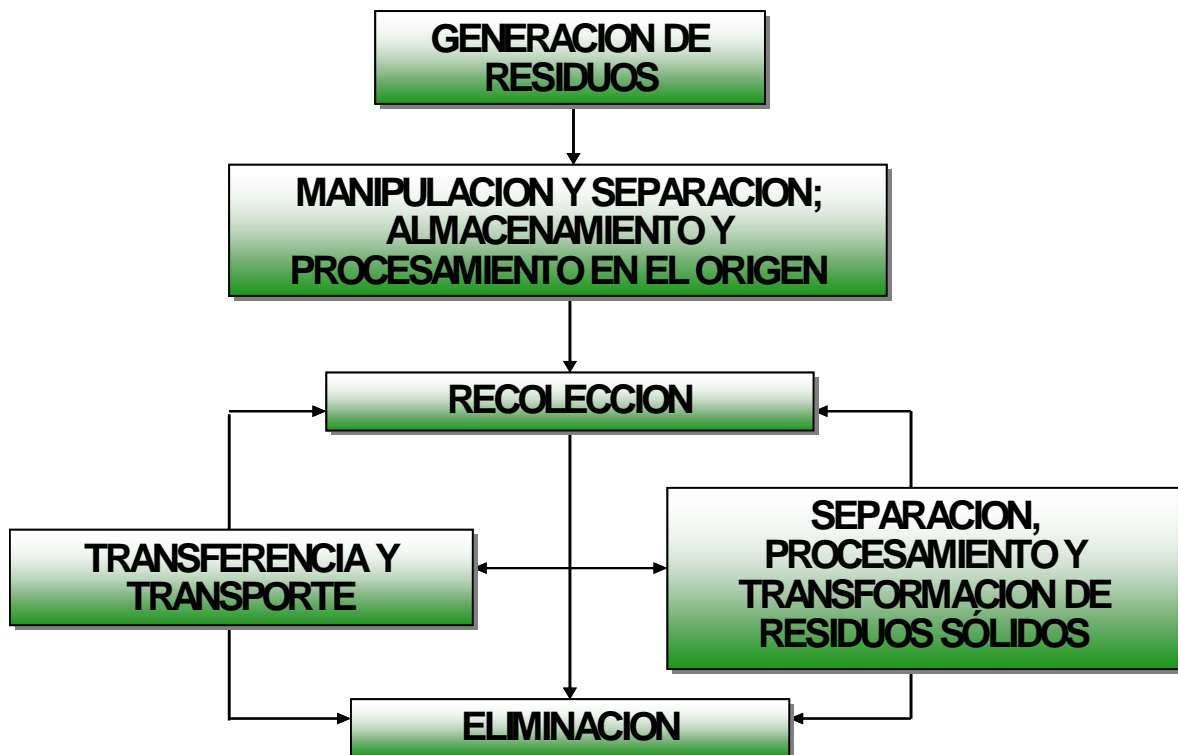 GENERACION DE
RESIDUOS
MANIPULACION Y SEPARACION;
ALMACENAMIENTO Y
PROCESAMIENTO EN EL ORIGEN
RECOLECCION
TRANSFERENCIA Y
TRANSPORTE
SEPARACION,
PROCESAMIENTO Y
TRANSFORMACION DE
RESIDUOS SÓLIDOS
ELIMINACION